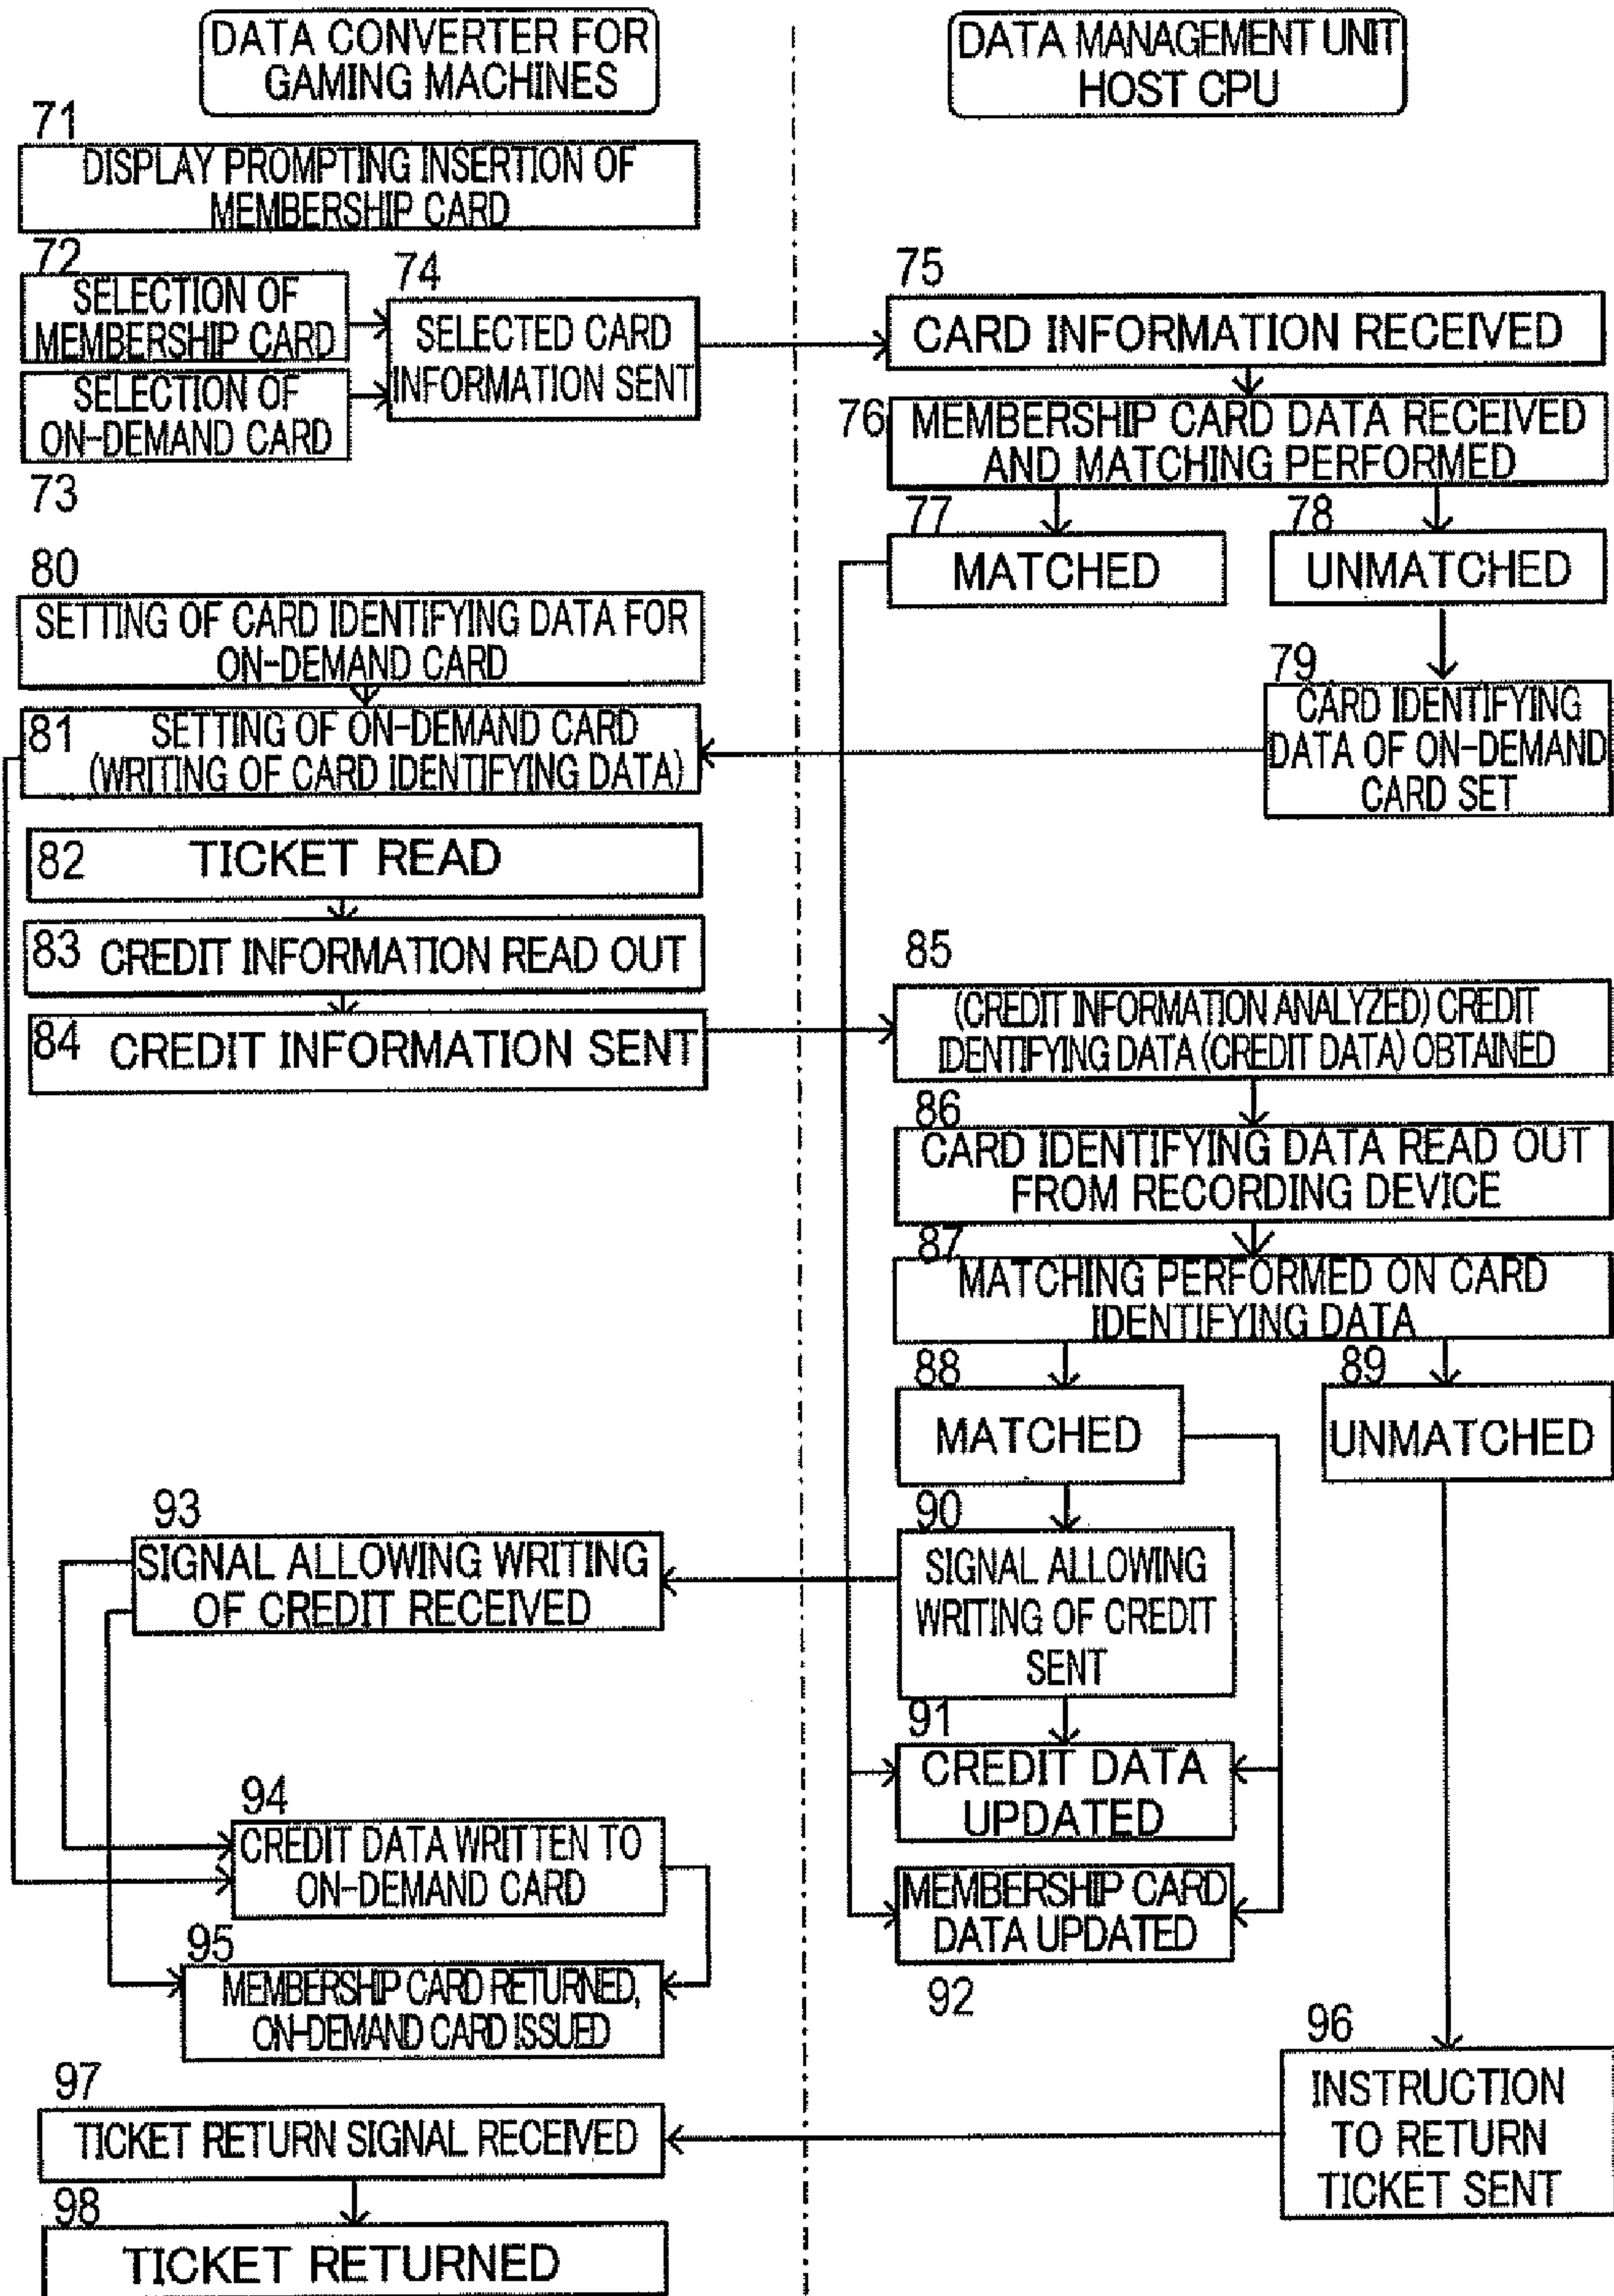 DATA CONVERTER FOR
GAMING MACHINES
DATA MANAGEMENT UNIT
HOST CPU
71
DISPLAY PROMPTING INSERTION OF
MEMBERSHIP CARD
72
SELECTION OF
MEMBERSHIP CARD
SELECTION OF
ON-DEMAND CARD
73
74
SELECTED CARD
INFORMATION SENT
75
CARD INFORMATION RECEIVED
76
MEMBERSHIP CARD DATA RECEIVED
AND MATCHING PERFORMED
77
MATCHED
78
UNMATCHED
79
CARD IDENTIFYING
DATA OF ON-DEMAND
CARD SET
80
SETTING OF CARD IDENTIFYING DATA FOR
ON-DEMAND CARD
81
SETTING OF ON-DEMAND CARD
(WRITING OF CARD IDENTIFYING DATA)
82 TICKET READ
83 CREDIT INFORMATION READ OUT
84 CREDIT INFORMATION SENT
85
(CREDIT INFORMATION ANALYZED) CREDIT
IDENTIFYING DATA (CREDIT DATA) OBTAINED
86
CARD IDENTIFYING DATA READ OUT
FROM RECORDING DEVICE
87
MATCHING PERFORMED ON CARD
IDENTIFYING DATA
88
MATCHED
89
UNMATCHED
90
SIGNAL ALLOWING
WRITING OF CREDIT
SENT
91
CREDIT DATA
UPDATED
MEMBERSHIP CARD
DATA UPDATED
92
93
SIGNAL ALLOWING WRITING
OF CREDIT RECEIVED
94
CREDIT DATA WRITTEN TO
ON-DEMAND CARD
95
MEMBERSHIP CARD RETURNED,
ON-DEMAND CARD ISSUED
96
INSTRUCTION
TO RETURN
TICKET SENT
97
TICKET RETURN SIGNAL RECEIVED
98
TICKET RETURNED